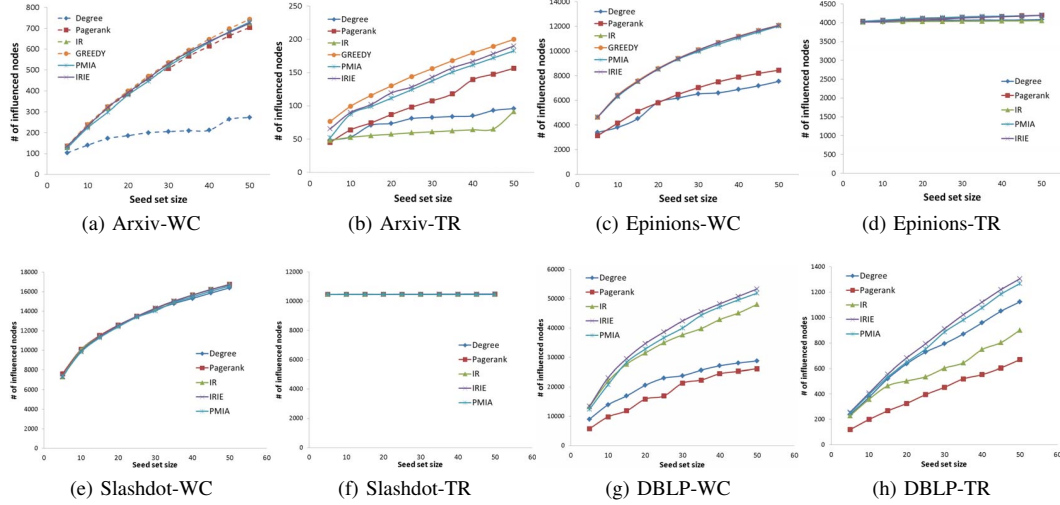 # of influenced nodes
800
700
600
500
400
300
200
100
0
0 10 20 30 40 50 60
Seed set size
Degree
Pagerank
IR
GREEDY
PMIA
IRIE
(a) Arxiv-WC
# of influenced nodes
250
200
150
100
50
0
0 10 20 30 40 50 60
Seed set size
Degree
Pagerank
IR
GREEDY
PMIA
IRIE
(b) Arxiv-TR
# of influenced nodes
14000
12000
10000
8000
6000
4000
2000
0
0 10 20 30 40 50 60
Seed set size
Degree
Pagerank
IR
GREEDY
PMIA
IRIE
(c) Epinions-WC
# of influenced nodes
4500
4000
3500
3000
2500
2000
1500
1000
500
0
0 10 20 30 40 50 60
Seed set size
Degree
Pagerank
IR
PMIA
IRIE
(d) Epinions-TR
# of influenced nodes
18000
16000
14000
12000
10000
8000
6000
4000
2000
0
0 10 20 30 40 50 60
Seed set size
Degree
Pagerank
IR
IRIE
PMIA
(e) Slashdot-WC
# of influenced nodes
12000
10000
8000
6000
4000
2000
0
0 10 20 30 40 50 60
Seed set size
Degree
Pagerank
IR
IRIE
PMIA
(f) Slashdot-TR
# of influenced nodes
60000
50000
40000
30000
20000
10000
0
0 10 20 30 40 50 60
Seed set size
Degree
Pagerank
IR
IRIE
PMIA
(g) DBLP-WC
# of influenced nodes
1400
1200
1000
800
600
400
200
0
0 10 20 30 40 50 60
Seed set size
Degree
Pagerank
IR
IRIE
PMIA
(h) DBLP-TR